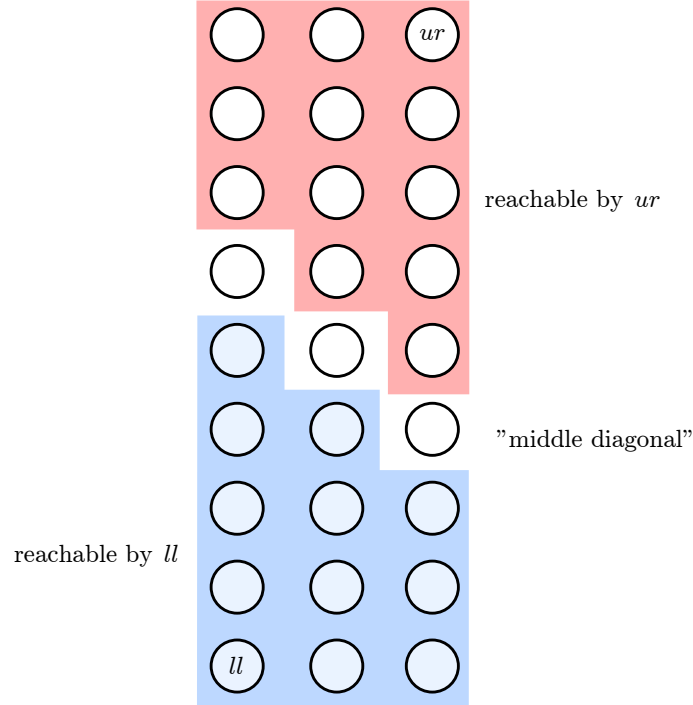 ur
reachable by ur
”middle diagonal”
reachable by ll
ll